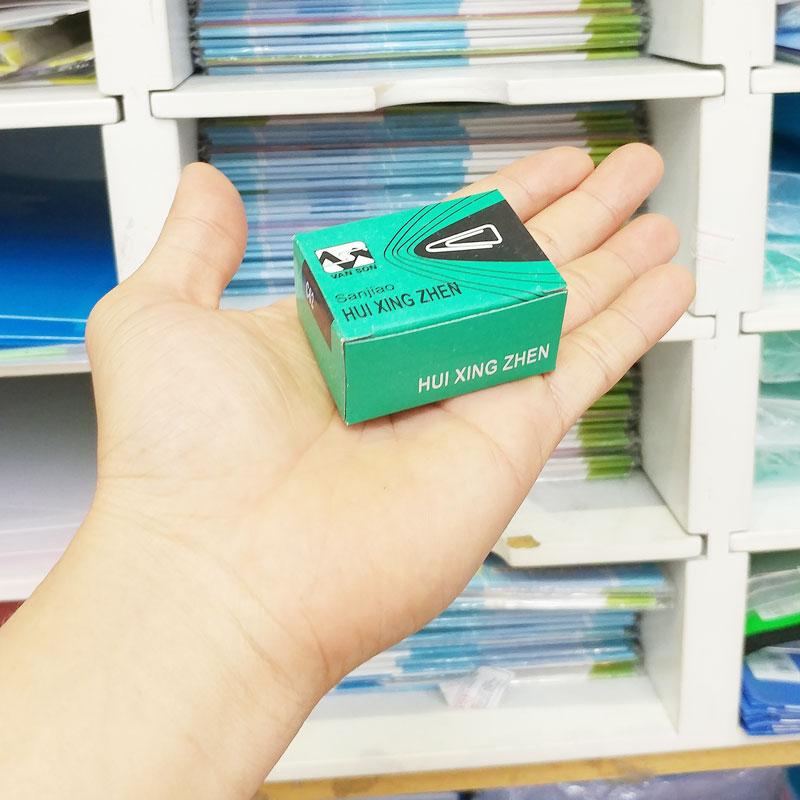 VAN SON
Sanjiao
HUI XING ZHEN
HUI XING ZHEN